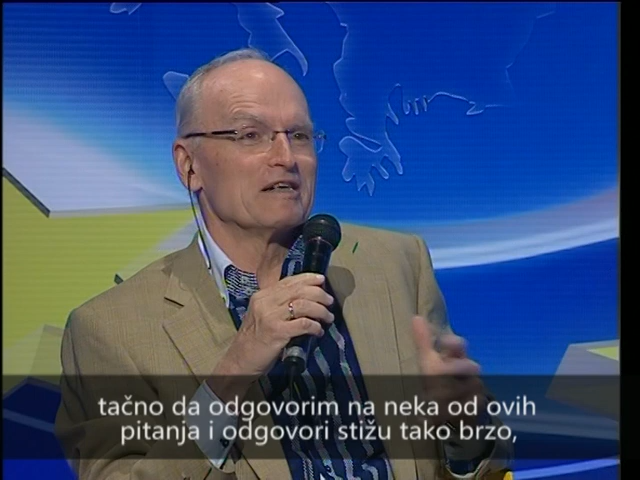 tačno da odgovorim na neka od ovih
pitanja i odgovori stižu tako brzo,